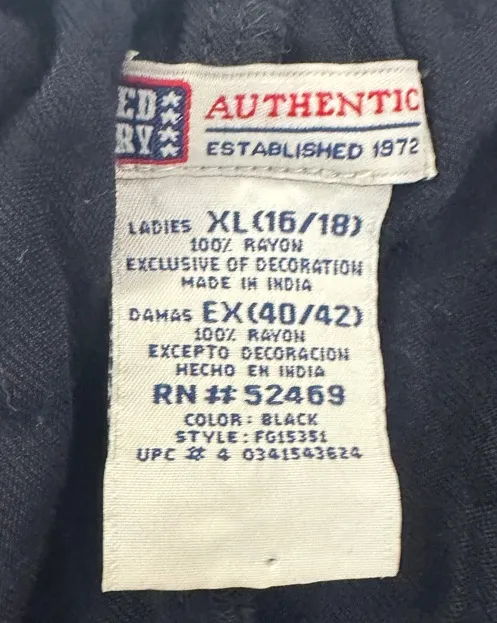 ED
RY
AUTHENTIC
ESTABLISHED 1972
LADIES XL(16/18)
100% RAYON
EXCLUSIVE OF DECORATION
MADE IN INDIA
DAMAS EX(40/42)
100% RAYON
EXCEPTO DECORACION
HECHO EN INDIA
RN # 52469
COLOR: BLACK
STYLE: FG15351
UPC # 4 0341543624